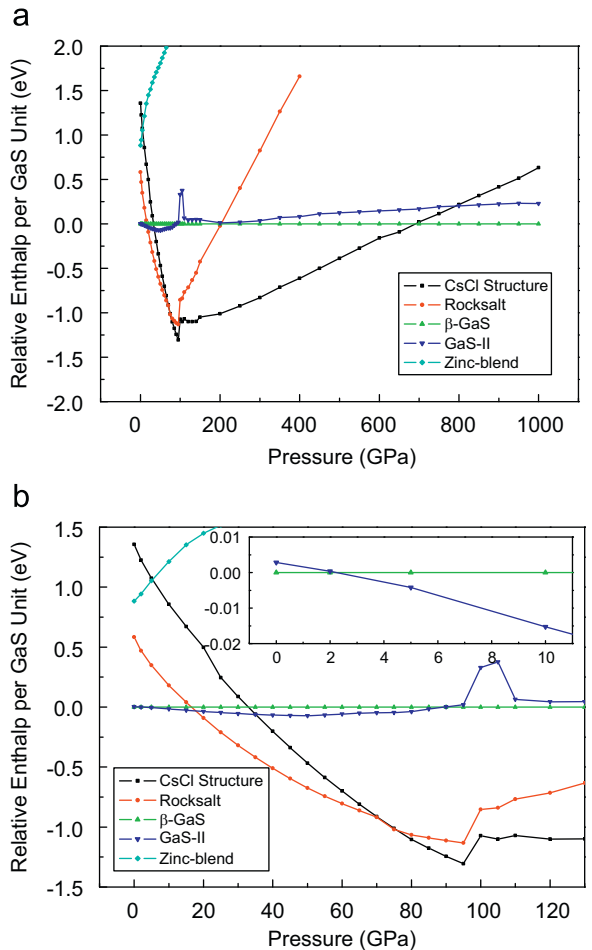 a
Relative Enthalp per GaS Unit (eV)
2.0
1.5
1.0
0.5
0.0
-0.5
-1.0
-1.5
-2.0
CsCl Structure
Rocksalt
β-GaS
GaS-II
Zinc-blend
0 200 400 600 800 1000
Pressure (GPa)
b
Relative Enthalp per GaS Unit (eV)
1.5
1.0
0.5
0.0
-0.5
-1.0
-1.5
0.01
0.00
-0.01
-0.02
0 2 4 6 8 10
CsCl Structure
Rocksalt
β-GaS
GaS-II
Zinc-blend
0 20 40 60 80 100 120
Pressure (GPa)